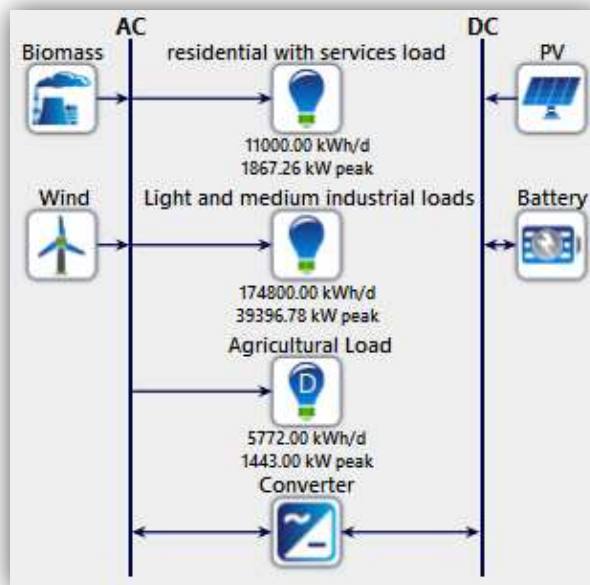 AC DC
Biomass residential with services load PV
11000.00 kWh/d
1867.26 kW peak
Wind Light and medium industrial loads Battery
174800.00 kWh/d
39396.78 kW peak
Agricultural Load
D
5772.00 kWh/d
1443.00 kW peak
Converter